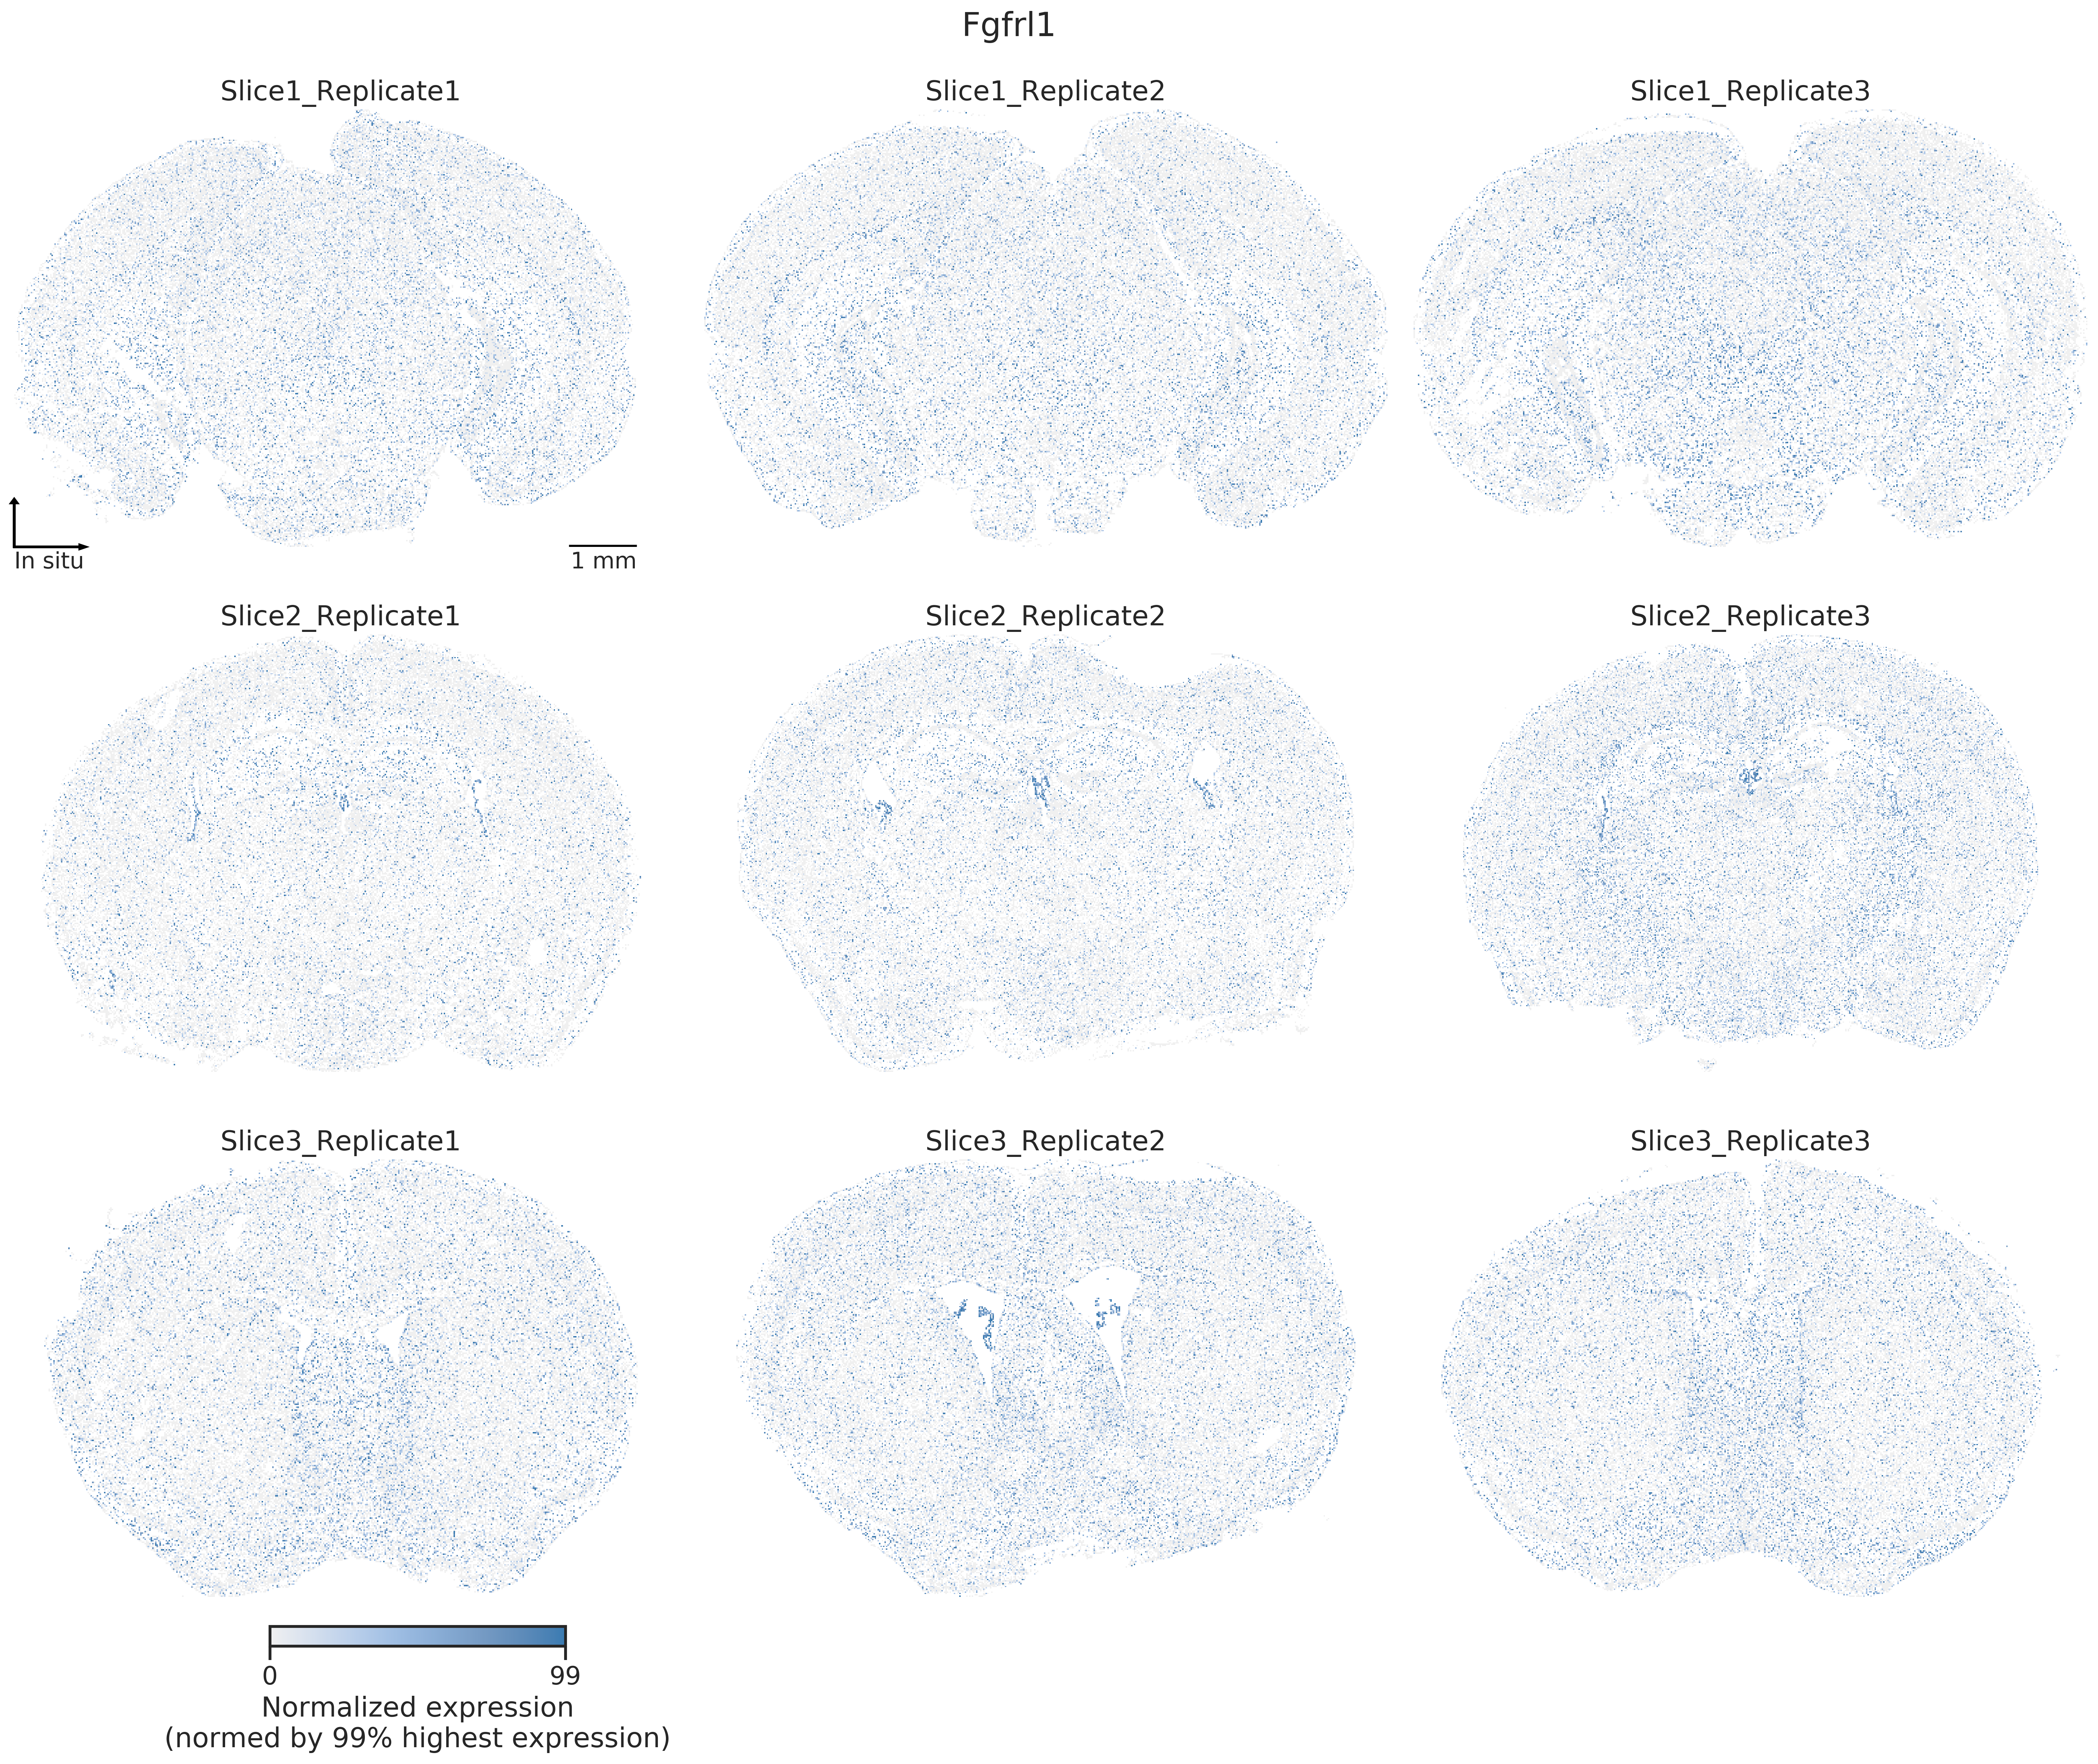 Fgfrl1
Slice1_Replicate1
Slice1_Replicate2
Slice1_Replicate3
In situ
1 mm
Slice2_Replicate1
Slice2_Replicate2
Slice2_Replicate3
Slice3_Replicate1
Slice3_Replicate2
Slice3_Replicate3
0
99
Normalized expression
(normed by 99% highest expression)